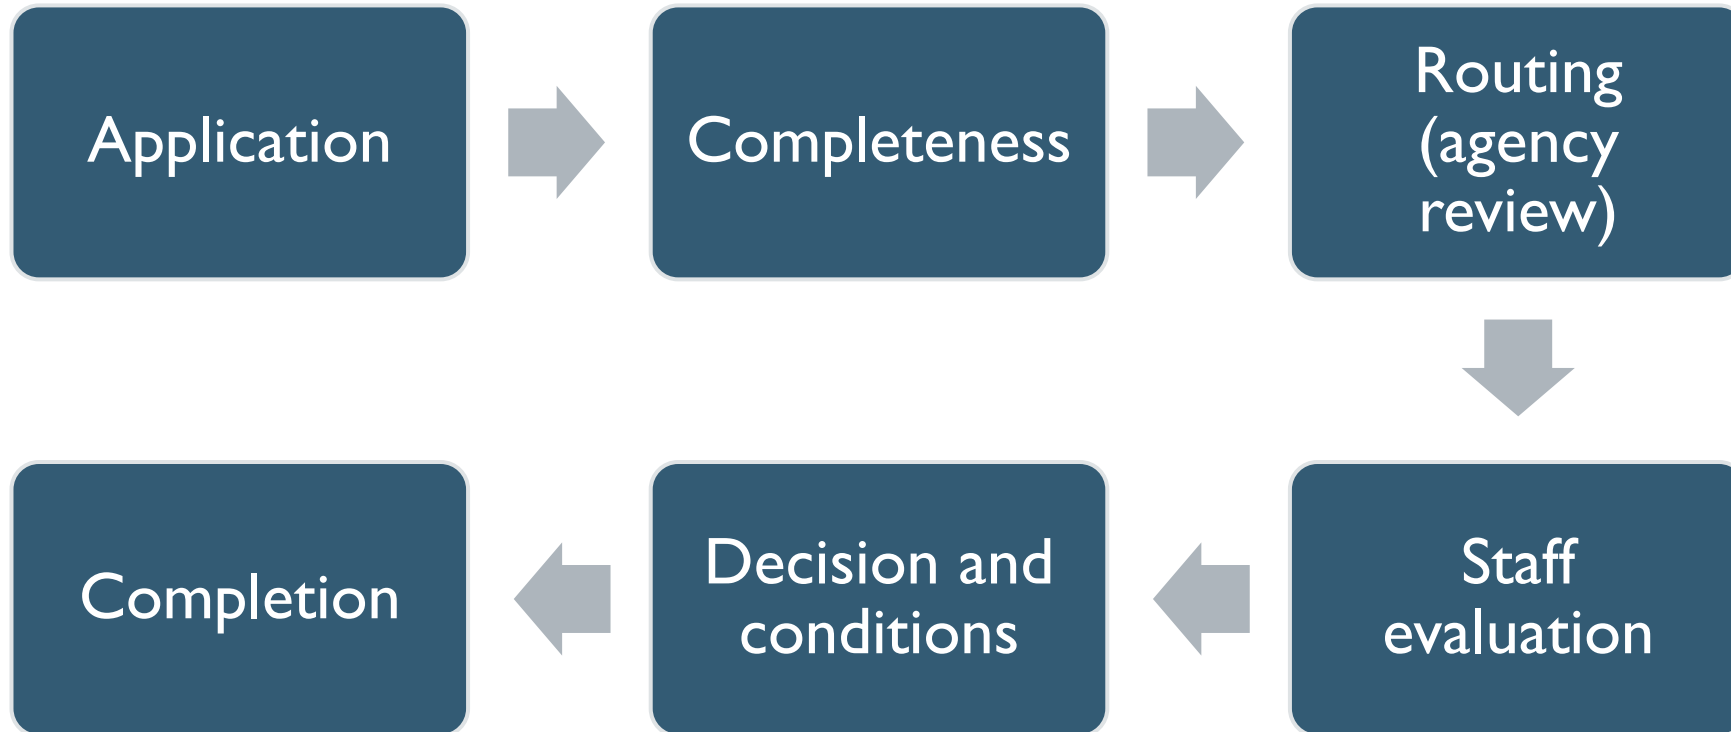 Application
Completeness
Routing
(agency
review)
Staff
evaluation
Decision and
conditions
Completion